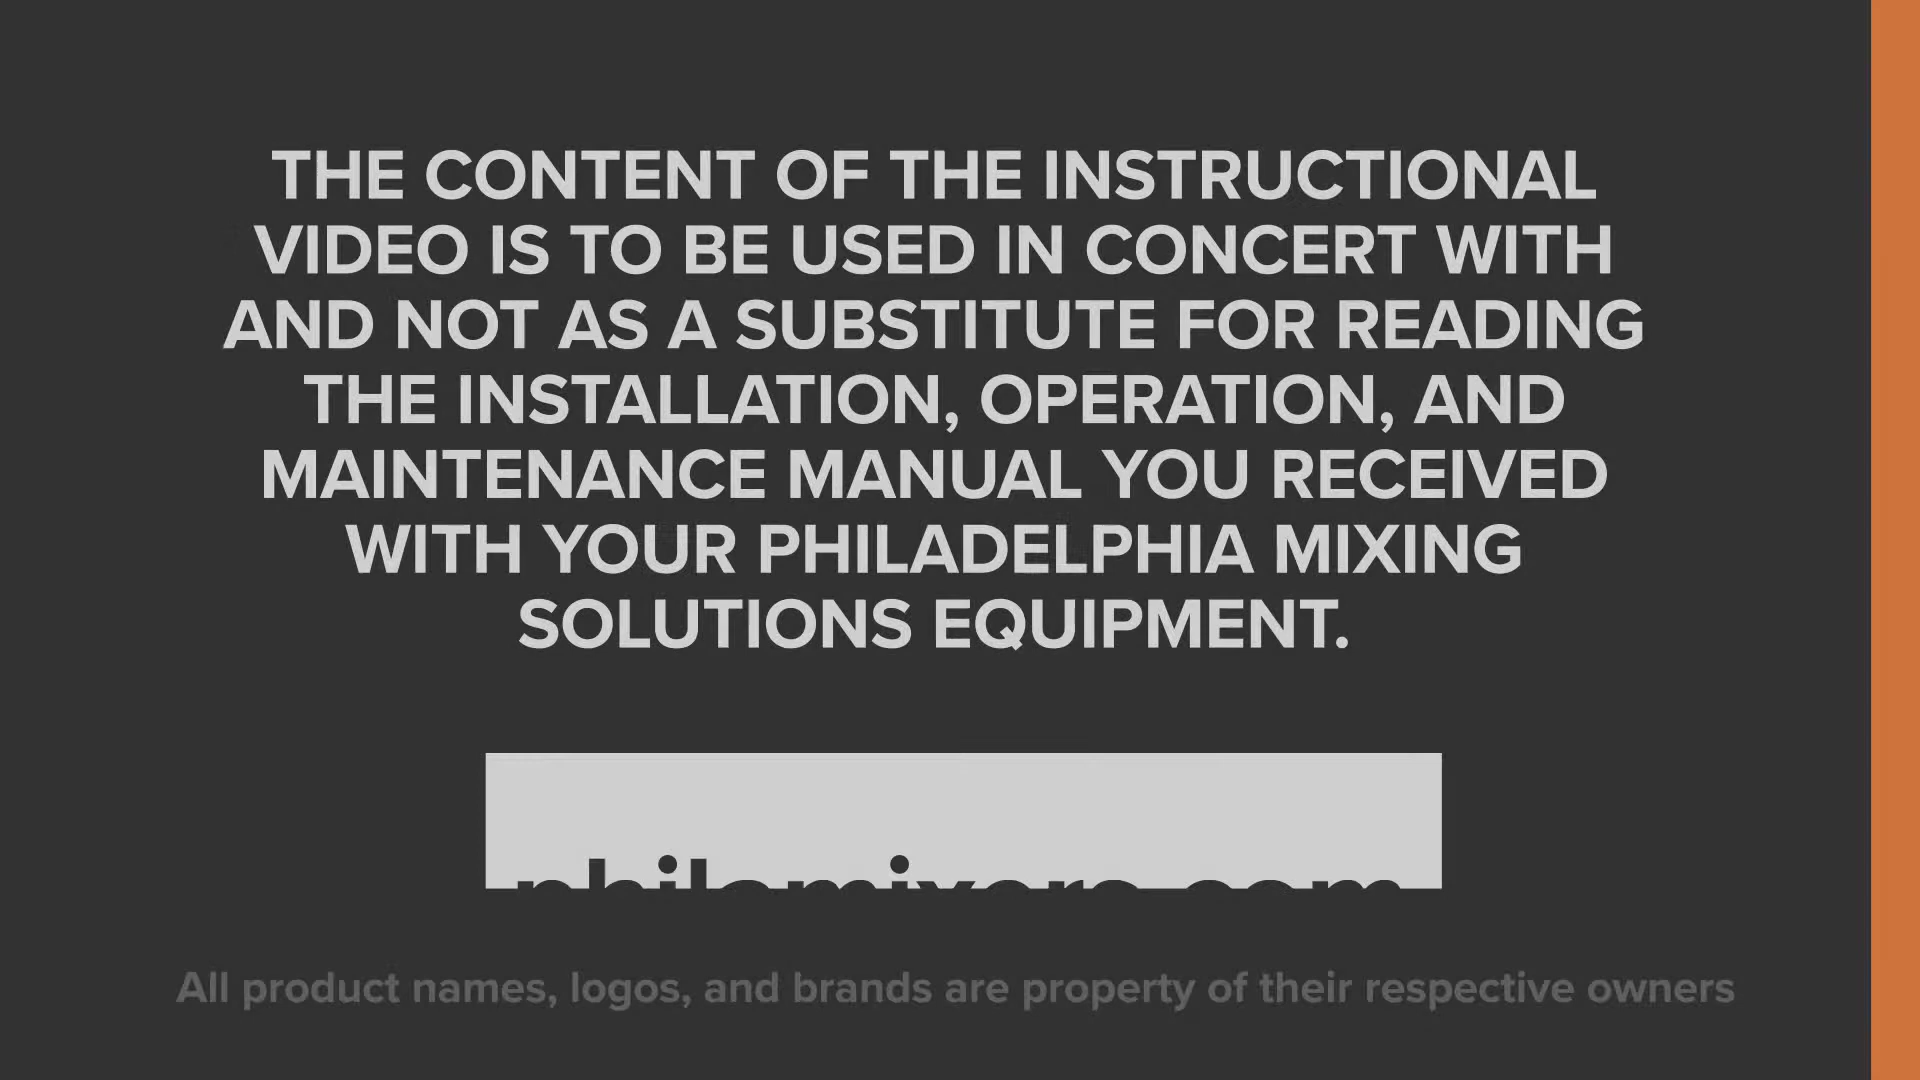 THE CONTENT OF THE INSTRUCTIONAL
VIDEO IS TO BE USED IN CONCERT WITH
AND NOT AS A SUBSTITUTE FOR READING
THE INSTALLATION, OPERATION, AND
MAINTENANCE MANUAL YOU RECEIVED
WITH YOUR PHILADELPHIA MIXING
SOLUTIONS EQUIPMENT.
philamixers.com
All product names, logos, and brands are property of their respective owners